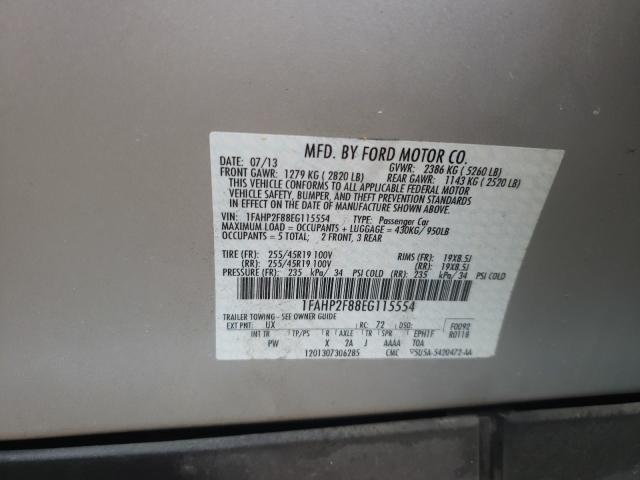 MFD. BY FORD MOTOR CO.
DATE: 07/13 GVWR: 2386 KG ( 5260 LB)
FRONT GAWR: 1279 KG ( 2820 LB) REAR GAWR: 1143 KG ( 2520 LB)
THIS VEHICLE CONFORMS TO ALL APPLICABLE FEDERAL MOTOR
VEHICLE SAFETY, BUMPER, AND THEFT PREVENTION STANDARDS
IN EFFECT ON THE DATE OF MANUFACTURE SHOWN ABOVE.
VIN: 1FAHP2F88EG115554 TYPE: Passenger Car
MAXIMUM LOAD = OCCUPANTS + LUGGAGE = 430KG/ 950LB
OCCUPANTS = 5 TOTAL; 2 FRONT, 3 REAR
TIRE (FR): 255/45R19 100V RIMS (FR): 19X8.5J
(RR): 255/45R19 100V (RR): 19X8.5J
PRESSURE (FR): 235 kPa/ 34 PSI COLD (RR): 235 kPa/ 34 PSI COLD
1FAHP2F88EG115554
TRAILER TOWING - SEE OWNER GUIDE
EXT PNT: UX RC: 72 DSO: F0092
INT TR TP/PS R AXLE TR SPR EPH1F R0118
PW X 2A J AAAA TOA
1201307306285 CMC